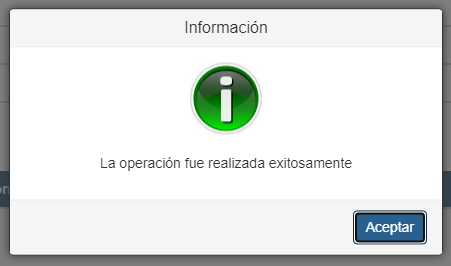 Información
La operación fue realizada exitosamente
Aceptar